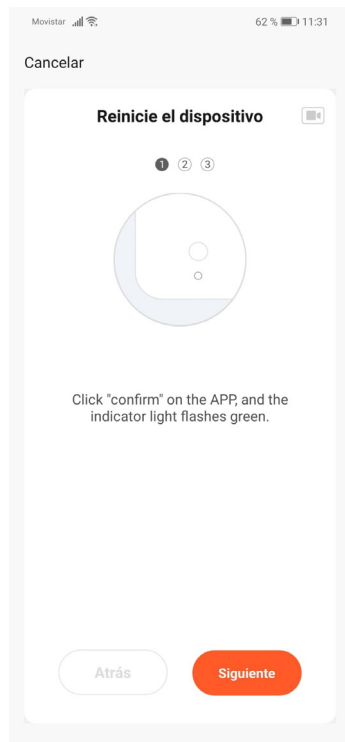 Movistar 62 % 11:31
Cancelar
Reinicie el dispositivo
1 2 3
Click "confirm" on the APP, and the
indicator light flashes green.
Atrás Siguiente